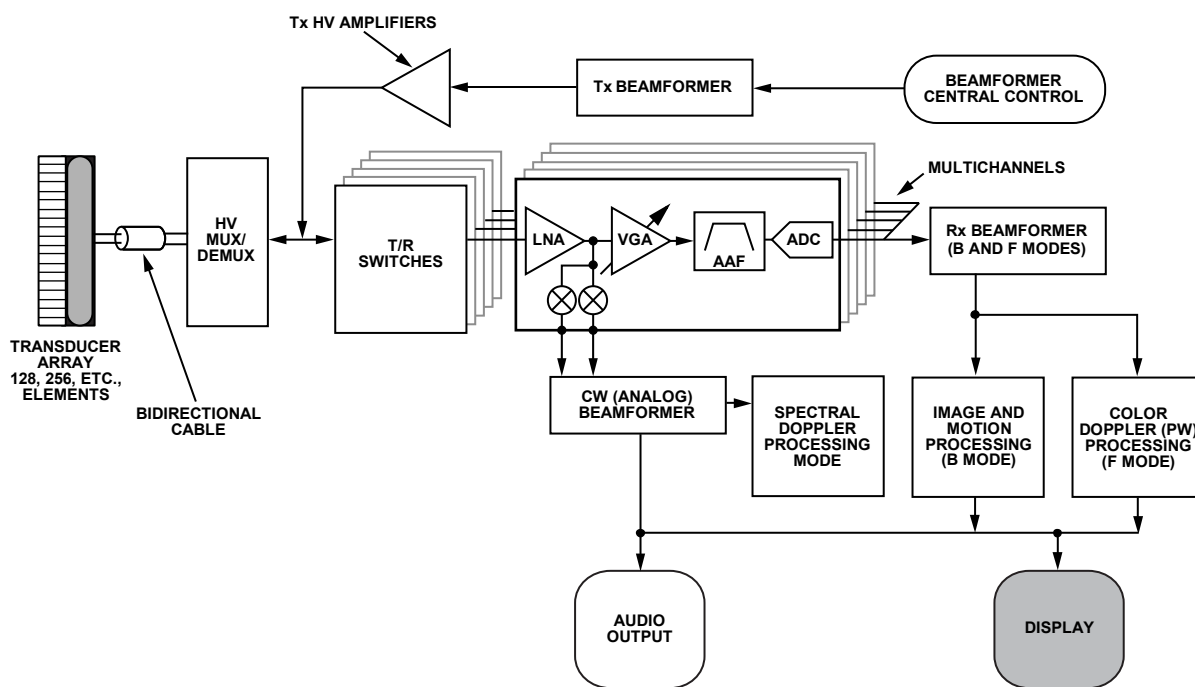 Tx HV AMPLIFIERS
Tx BEAMFORMER
BEAMFORMER
CENTRAL CONTROL
MULTICHANNELS
HV
MUX/
DEMUX
T/R
SWITCHES
LNA
VGA
AAF
ADC
Rx BEAMFORMER
(B AND F MODES)
TRANSDUCER
ARRAY
128, 256, ETC.,
ELEMENTS
BIDIRECTIONAL
CABLE
CW (ANALOG)
BEAMFORMER
SPECTRAL
DOPPLER
PROCESSING
MODE
IMAGE AND
MOTION
PROCESSING
(B MODE)
COLOR
DOPPLER (PW)
PROCESSING
(F MODE)
AUDIO
OUTPUT
DISPLAY